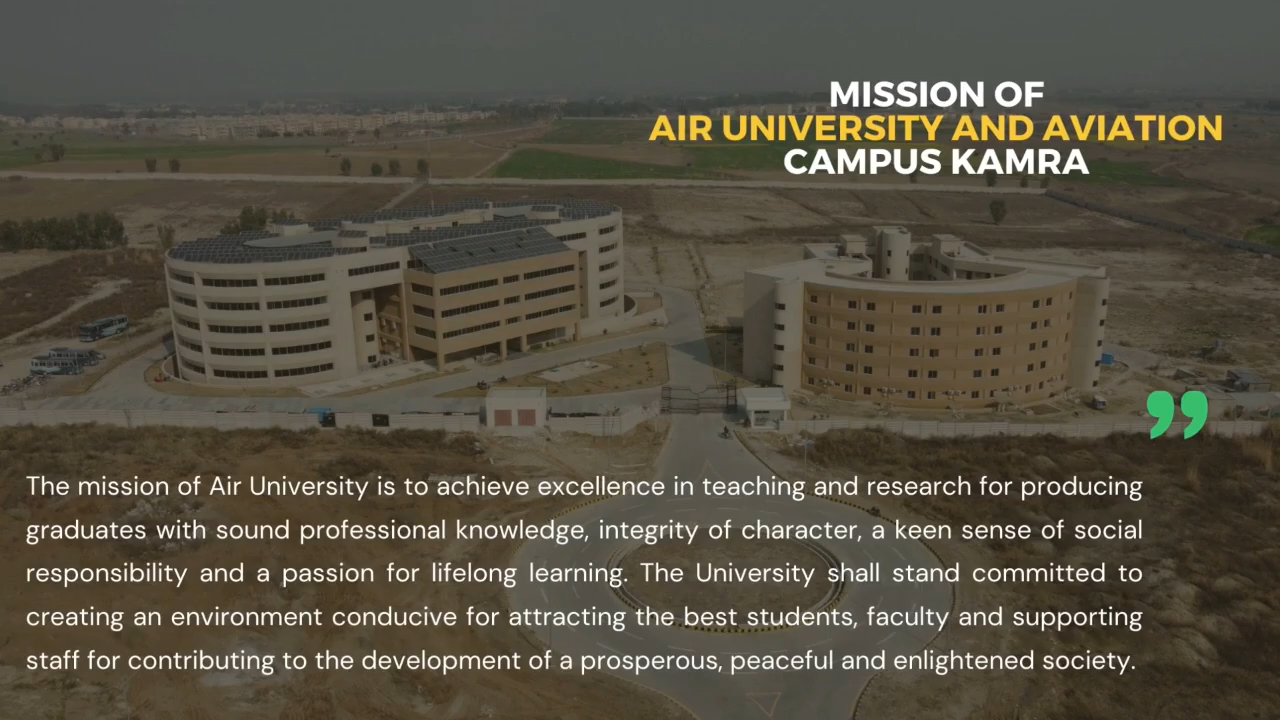 MISSION OF
AIR UNIVERSITY AND AVIATION
CAMPUS KAMRA
”
The mission of Air University is to achieve excellence in teaching and research for producing
graduates with sound professional knowledge, integrity of character, a keen sense of social
responsibility and a passion for lifelong learning. The University shall stand committed to
creating an environment conducive for attracting the best students, faculty and supporting
staff for contributing to the development of a prosperous, peaceful and enlightened society.